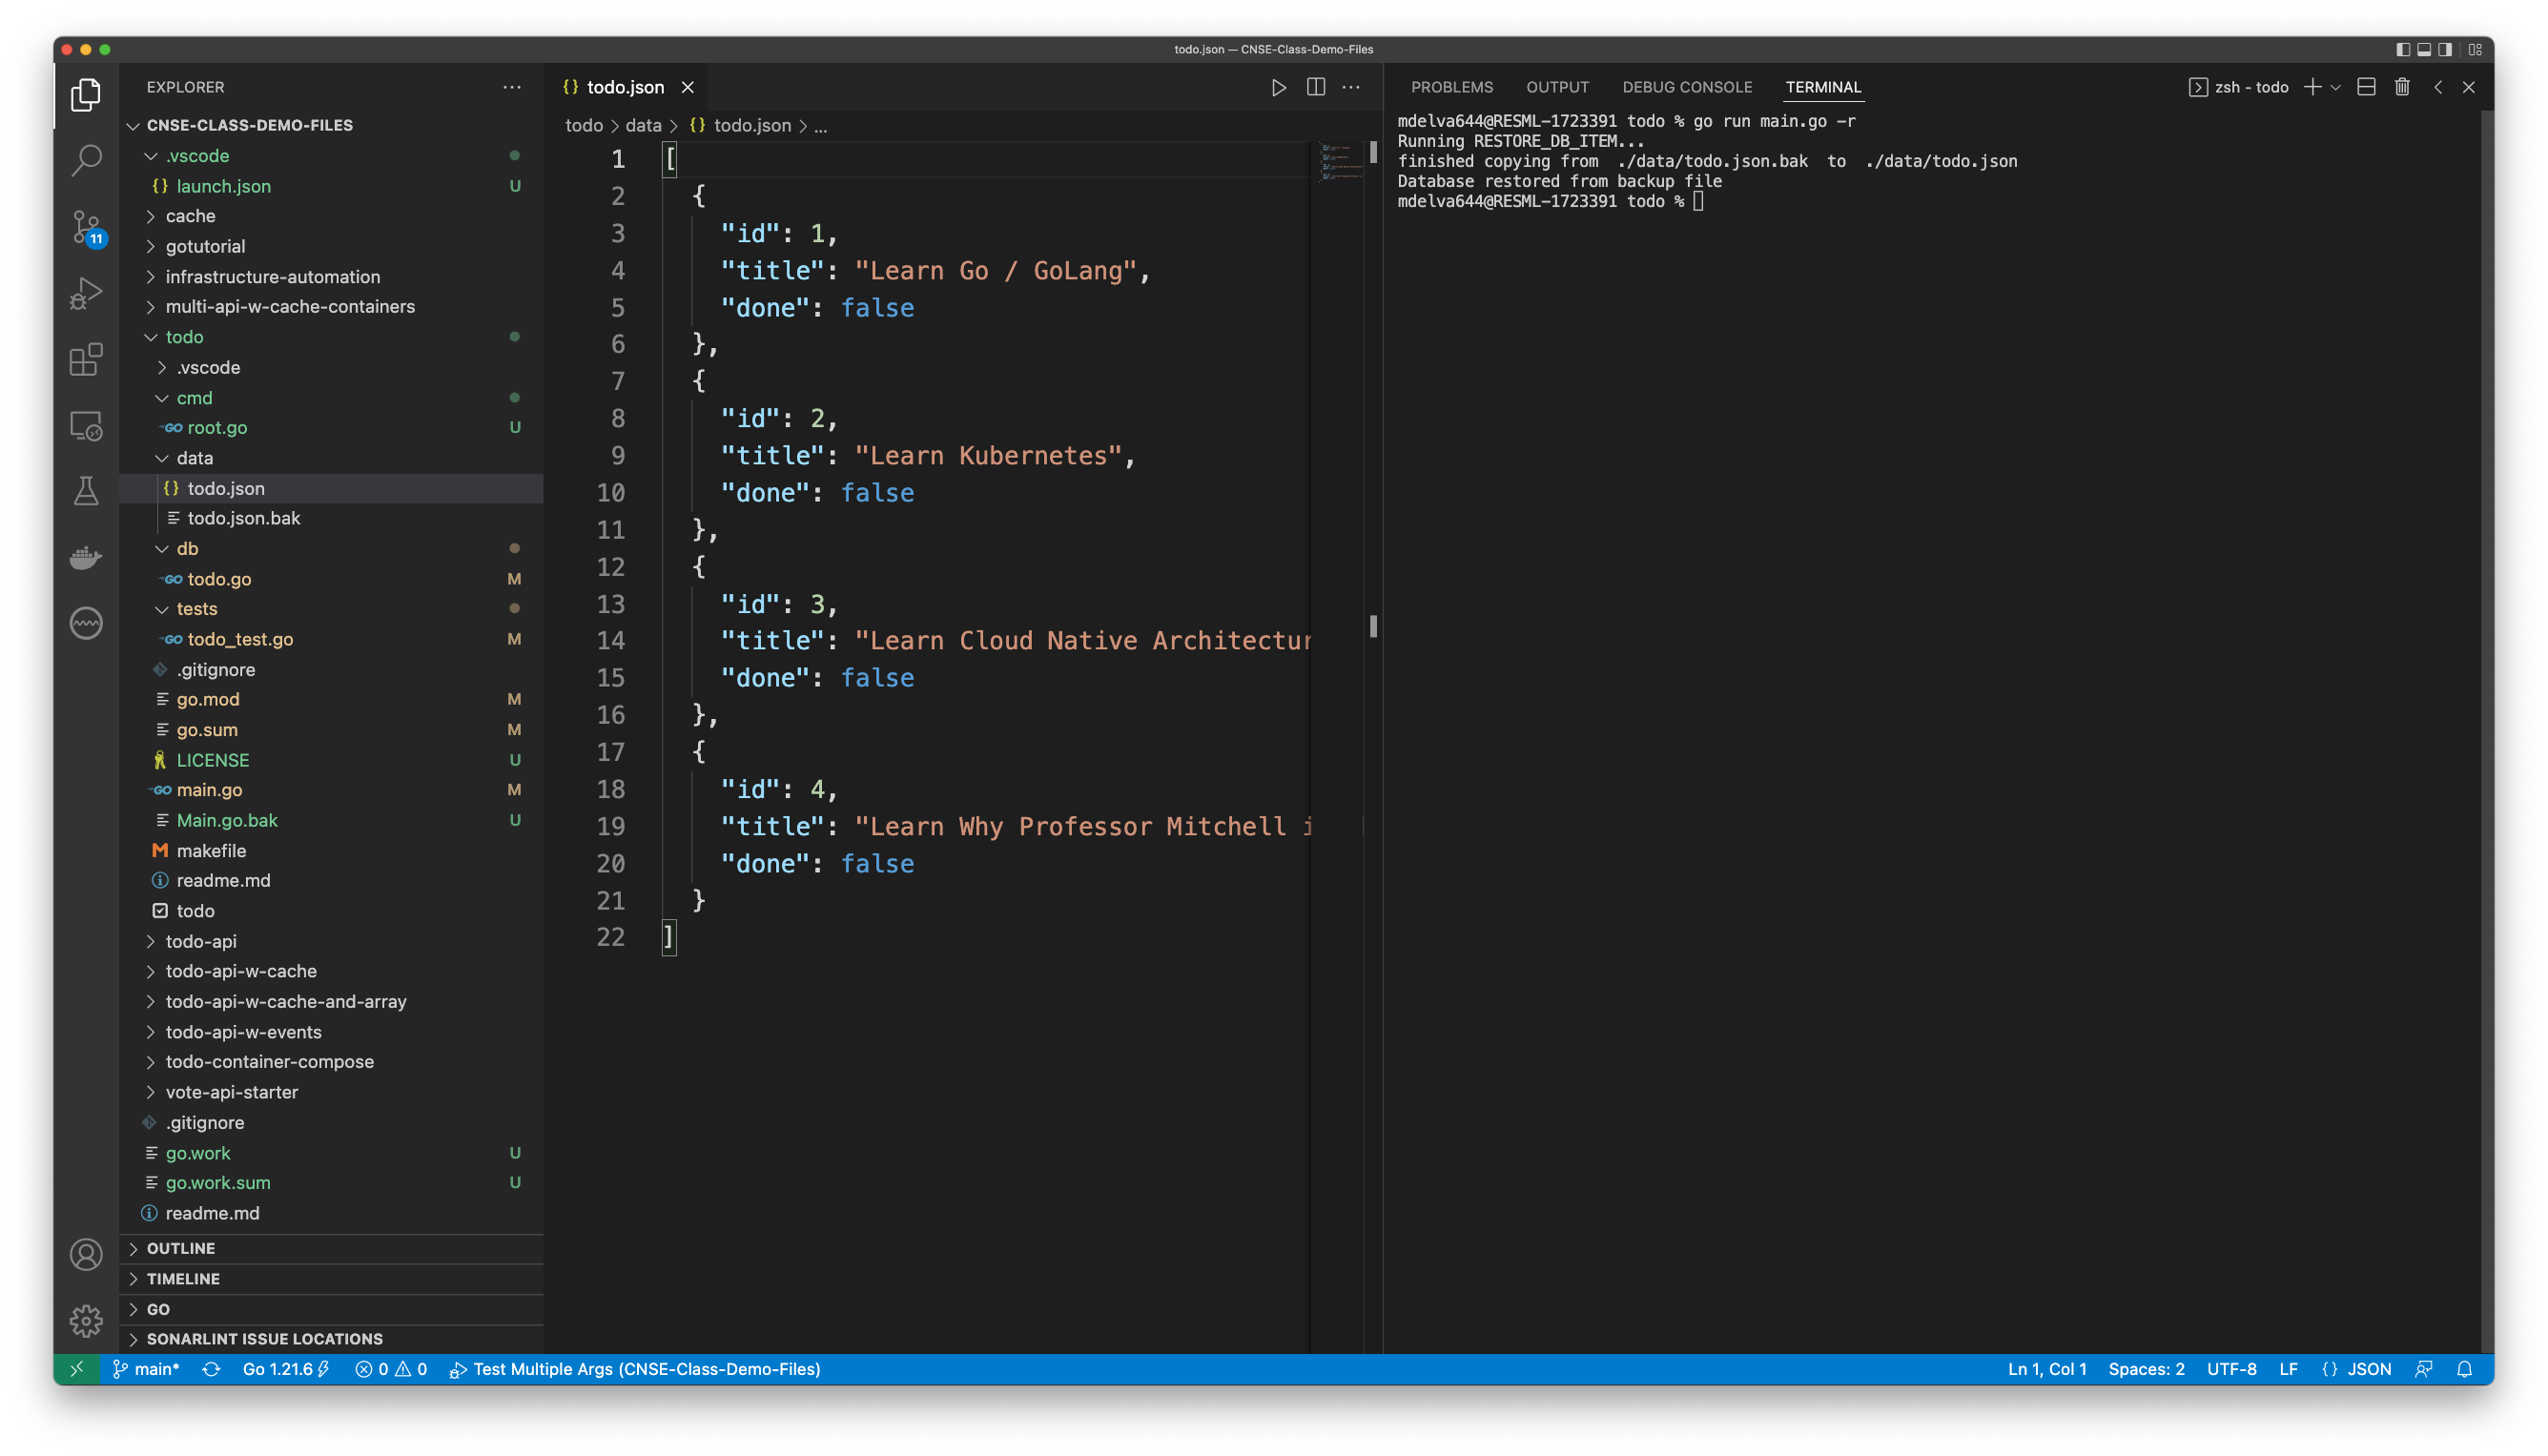 todo.json — CNSE-Class-Demo-Files
EXPLORER
CNSE-CLASS-DEMO-FILES
.vscode
{} launch.json U
cache
gotutorial
infrastructure-automation
multi-api-w-cache-containers
todo
.vscode
cmd
GO root.go U
data
{} todo.json
todo.json.bak
db
GO todo.go M
tests
GO todo_test.go M
.gitignore
go.mod M
go.sum M
LICENSE U
GO main.go M
Main.go.bak U
M makefile
readme.md
todo
todo-api
todo-api-w-cache
todo-api-w-cache-and-array
todo-api-w-events
todo-container-compose
vote-api-starter
.gitignore
go.work U
go.work.sum U
readme.md
OUTLINE
TIMELINE
GO
SONARLINT ISSUE LOCATIONS
11
{} todo.json
todo > data > {} todo.json > ...
1 [
2 {
3 "id": 1,
4 "title": "Learn Go / GoLang",
5 "done": false
6 },
7 {
8 "id": 2,
9 "title": "Learn Kubernetes",
10 "done": false
11 },
12 {
13 "id": 3,
14 "title": "Learn Cloud Native Architectur
15 "done": false
16 },
17 {
18 "id": 4,
19 "title": "Learn Why Professor Mitchell i
20 "done": false
21 }
22 ]
PROBLEMS OUTPUT DEBUG CONSOLE TERMINAL
zsh - todo
mdelva644@RESML-1723391 todo % go run main.go -r
Running RESTORE_DB_ITEM...
finished copying from ./data/todo.json.bak to ./data/todo.json
Database restored from backup file
mdelva644@RESML-1723391 todo %
main* Go 1.21.6 0 0 Test Multiple Args (CNSE-Class-Demo-Files)
Ln 1, Col 1 Spaces: 2 UTF-8 LF {} JSON